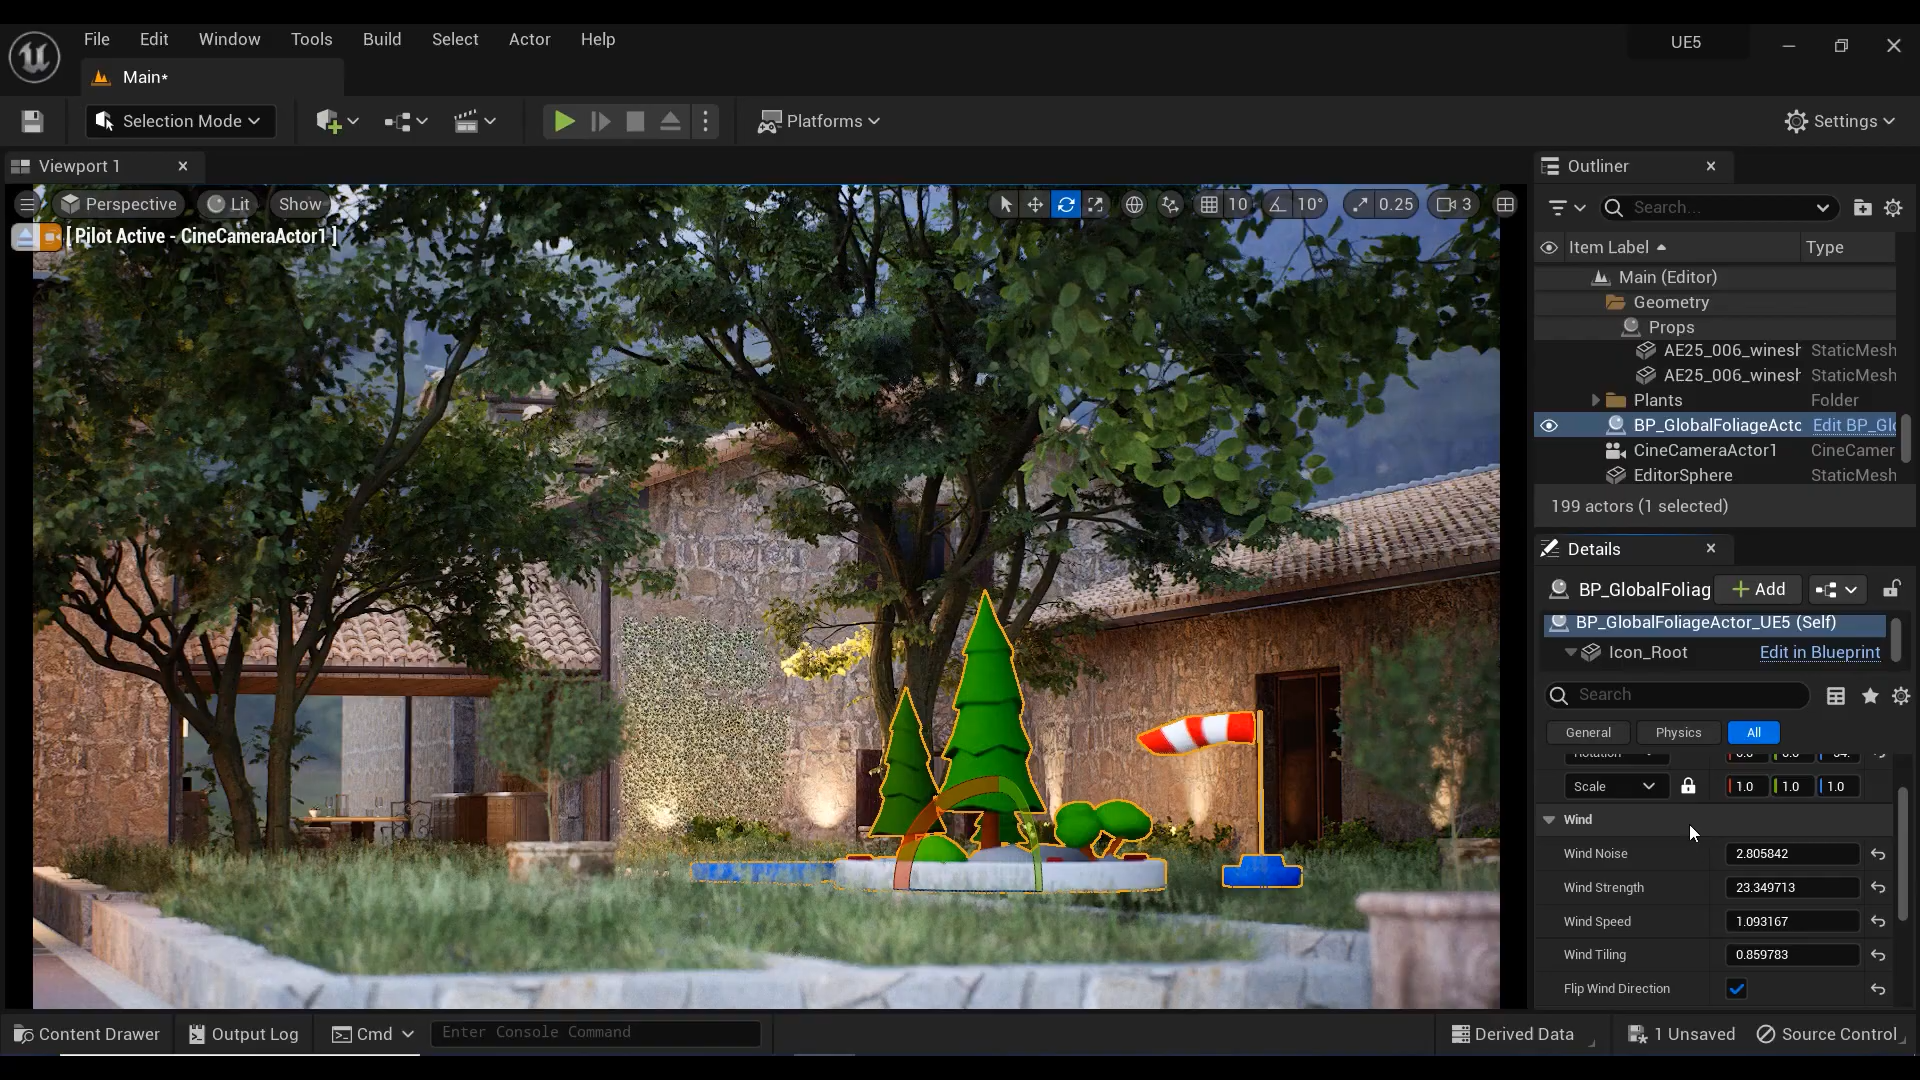 File Edit Window Tools Build Select Actor Help
UE5
Main*
Selection Mode
Platforms
Settings
Viewport 1
Perspective
Lit
Show
10
10°
0.25
3
[ Pilot Active - CineCameraActor1 ]
Outliner
Search...
Item Label Type
Main (Editor)
Geometry
Props
AE25_006_winesh StaticMesh
AE25_006_winesh StaticMesh
Plants Folder
BP_GlobalFoliageActo Edit BP_Glo
CineCameraActor1 CineCamer
EditorSphere StaticMesh
199 actors (1 selected)
Details
BP_GlobalFoliag
Add
BP_GlobalFoliageActor_UE5 (Self)
Icon_Root Edit in Blueprint
Search
General Physics All
Scale 1.0 1.0 1.0
Wind
Wind Noise 2.805842
Wind Strength 23.349713
Wind Speed 1.093167
Wind Tiling 0.859783
Flip Wind Direction
Content Drawer
Output Log
Cmd
Enter Console Command
Derived Data
1 Unsaved
Source Control